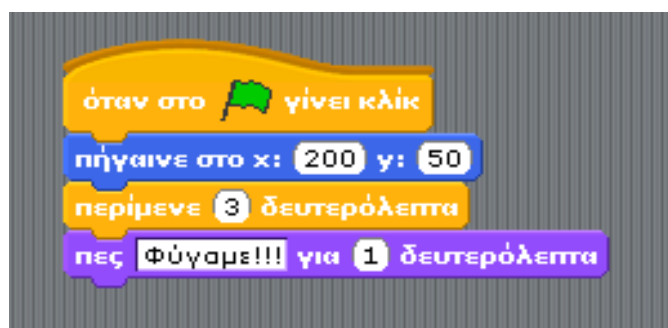 όταν στο γίνει κλίκ
πήγαινε στο x: 200 y: 50
περίμενε 3 δευτερόλεπτα
πες Φύγαμε!!! για 1 δευτερόλεπτα